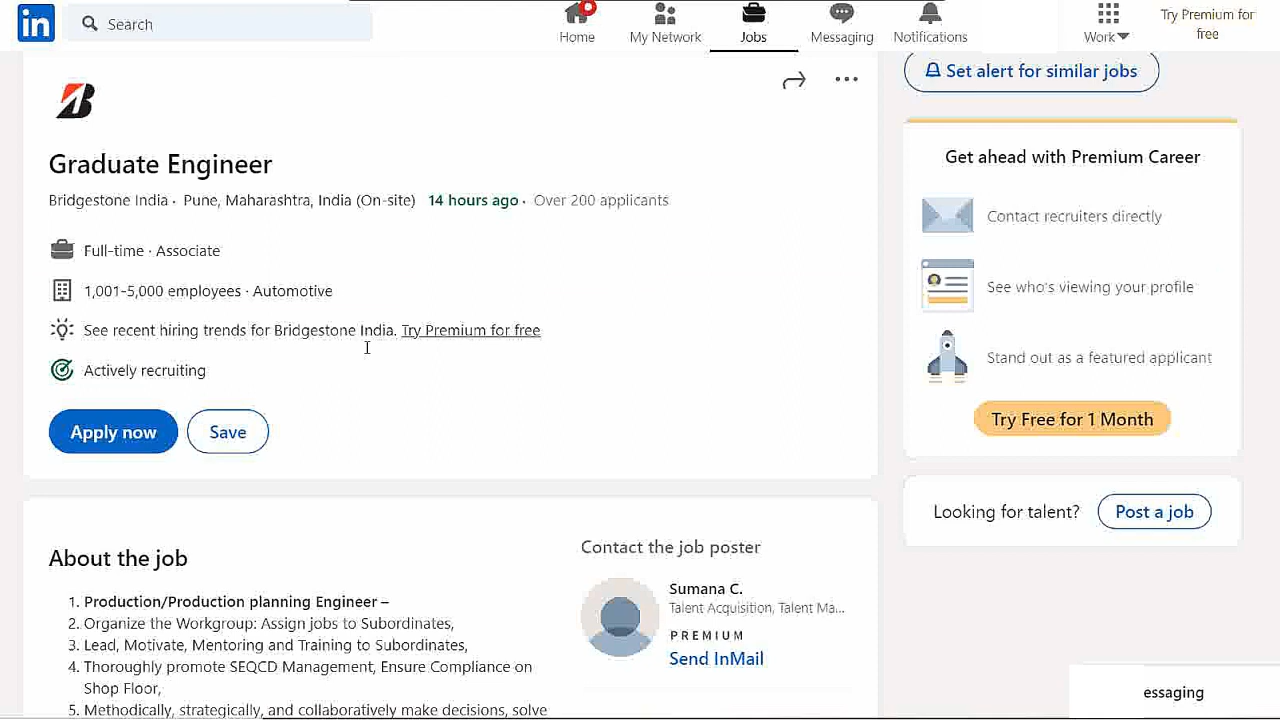 in
Search
Home
My Network
Jobs
Messaging
Notifications
Work
Try Premium for
free
Graduate Engineer
Bridgestone India · Pune, Maharashtra, India (On-site) 14 hours ago · Over 200 applicants
Full-time · Associate
1,001-5,000 employees · Automotive
See recent hiring trends for Bridgestone India. Try Premium for free
Actively recruiting
Apply now
Save
About the job
1. Production/Production planning Engineer –
2. Organize the Workgroup: Assign jobs to Subordinates,
3. Lead, Motivate, Mentoring and Training to Subordinates,
4. Thoroughly promote SEQCD Management, Ensure Compliance on
Shop Floor,
5. Methodically, strategically, and collaboratively make decisions, solve
Contact the job poster
Sumana C.
Talent Acquisition, Talent Ma...
PREMIUM
Send InMail
Set alert for similar jobs
Get ahead with Premium Career
Contact recruiters directly
See who's viewing your profile
Stand out as a featured applicant
Try Free for 1 Month
Looking for talent?
Post a job
essaging